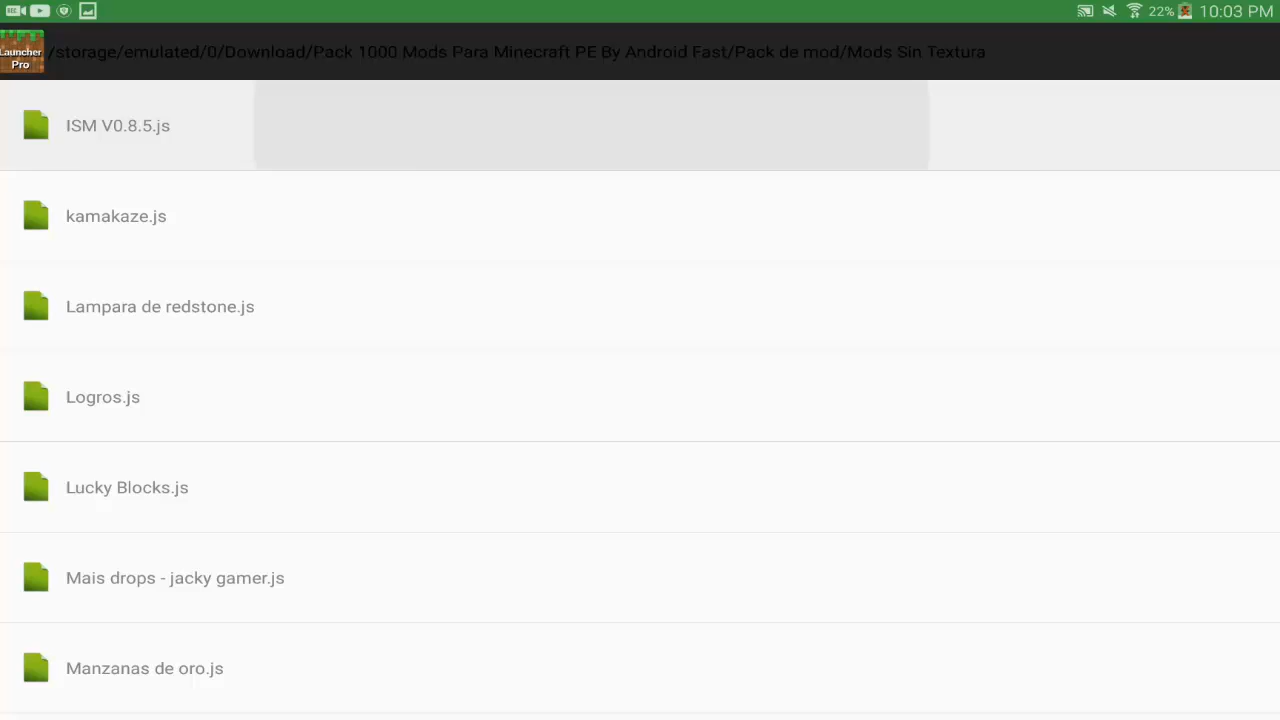 REC
22%
10:03 PM
Launcher
Pro
/storage/emulated/0/Download/Pack 1000 Mods Para Minecraft PE By Android Fast/Pack de mod/Mods Sin Textura
ISM V0.8.5.js
kamakaze.js
Lampara de redstone.js
Logros.js
Lucky Blocks.js
Mais drops - jacky gamer.js
Manzanas de oro.js